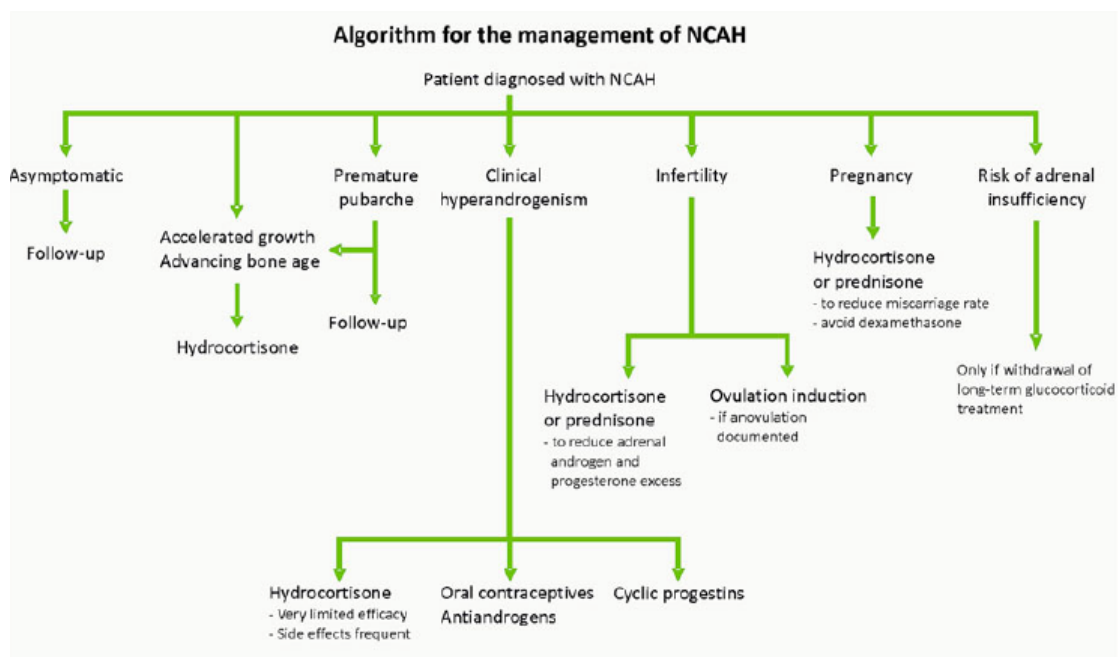 Algorithm for the management of NCAH
Patient diagnosed with NCAH
Asymptomatic
Follow-up
Accelerated growth
Advancing bone age
Hydrocortisone
Premature
pubarche
Follow-up
Clinical
hyperandrogenism
Hydrocortisone
- Very limited efficacy
- Side effects frequent
Oral contraceptives
Antiandrogens
Cyclic progestins
Infertility
Hydrocortisone
or prednisone
- to reduce adrenal
androgen and
progesterone excess
Ovulation induction
- if anovulation
documented
Pregnancy
Hydrocortisone
or prednisone
- to reduce miscarriage rate
- avoid dexamethasone
Risk of adrenal
insufficiency
Only if withdrawal of
long-term glucocorticoid
treatment